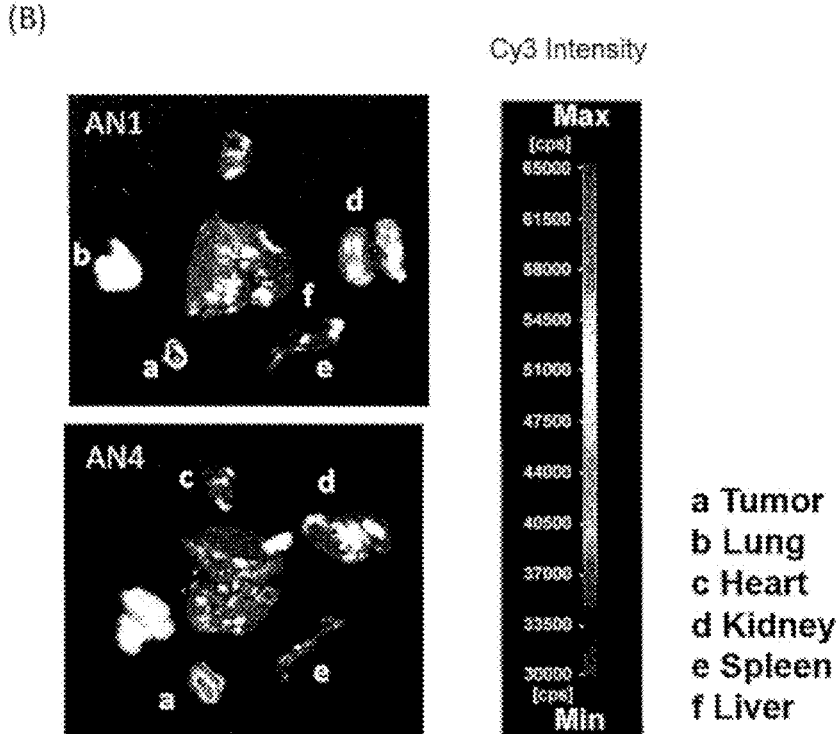 (B)
Cy3 Intensity
AN1
b
d
f
a
e
AN4
c
d
a
e
Max
[cps]
65000
61500
58000
54500
51000
47500
44000
40500
37000
33500
30000
[cps]
Min
a Tumor
b Lung
c Heart
d Kidney
e Spleen
f Liver